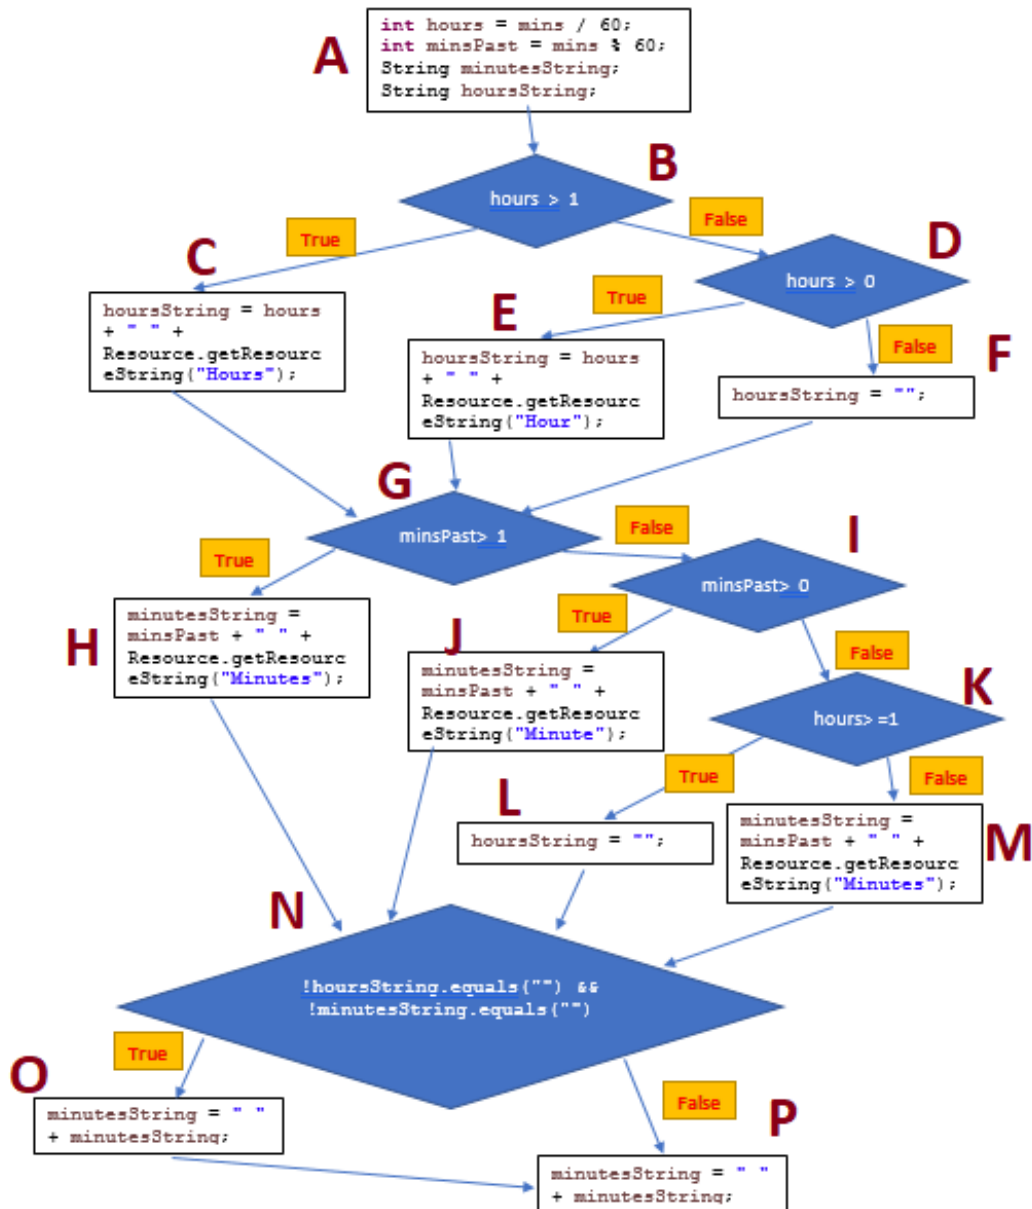 A
int hours = mins / 60;
int minsPast = mins % 60;
String minutesString;
String hoursString;
B
hours > 1
True
False
C
D
hours > 0
hoursString = hours
+ " " +
Resource.getResourc
eString("Hours");
True
False
E
F
hoursString = hours
+ " " +
Resource.getResourc
eString("Hour");
hoursString = "";
G
minsPast> 1
True
False
I
minsPast> 0
H
minutesString =
minsPast + " " +
Resource.getResourc
eString("Minutes");
True
False
J
minutesString =
minsPast + " " +
Resource.getResourc
eString("Minute");
K
hours> =1
True
False
L
hoursString = "";
M
minutesString =
minsPast + " " +
Resource.getResourc
eString("Minutes");
N
!hoursString.equals("") &&
!minutesString.equals("")
True
False
O
minutesString = " "
+ minutesString;
P
minutesString = " "
+ minutesString;